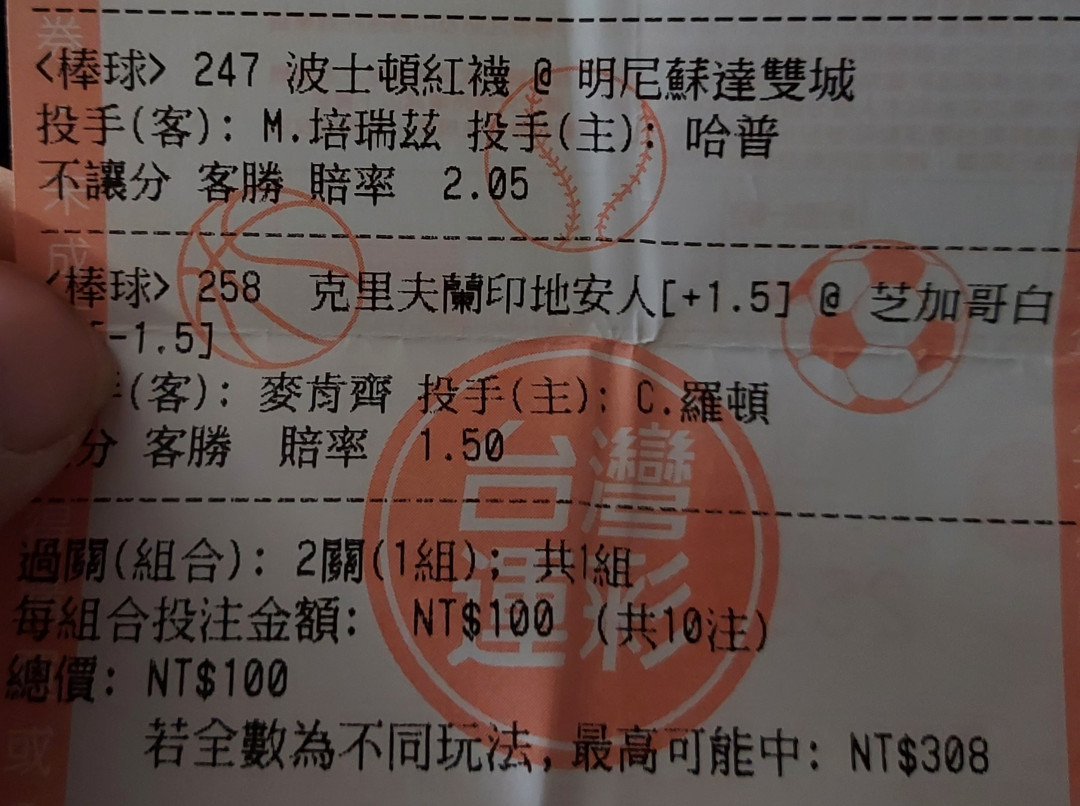 <棒球> 247 波士頓紅襪 @ 明尼蘇達雙城
投手(客): M.培瑞茲 投手(主): 哈普
不讓分 客勝 賠率 2.05
<棒球> 258 克里夫蘭印地安人[+1.5] @ 芝加哥白
[-1.5]
(客): 麥肯齊 投手(主): C.羅頓
分 客勝 賠率 1.50
過關(組合): 2關(1組); 共1組
每組合投注金額: NT$100 (共10注)
總價: NT$100
若全數為不同玩法, 最高可能中: NT$308
台灣
運彩
券
不
成
或